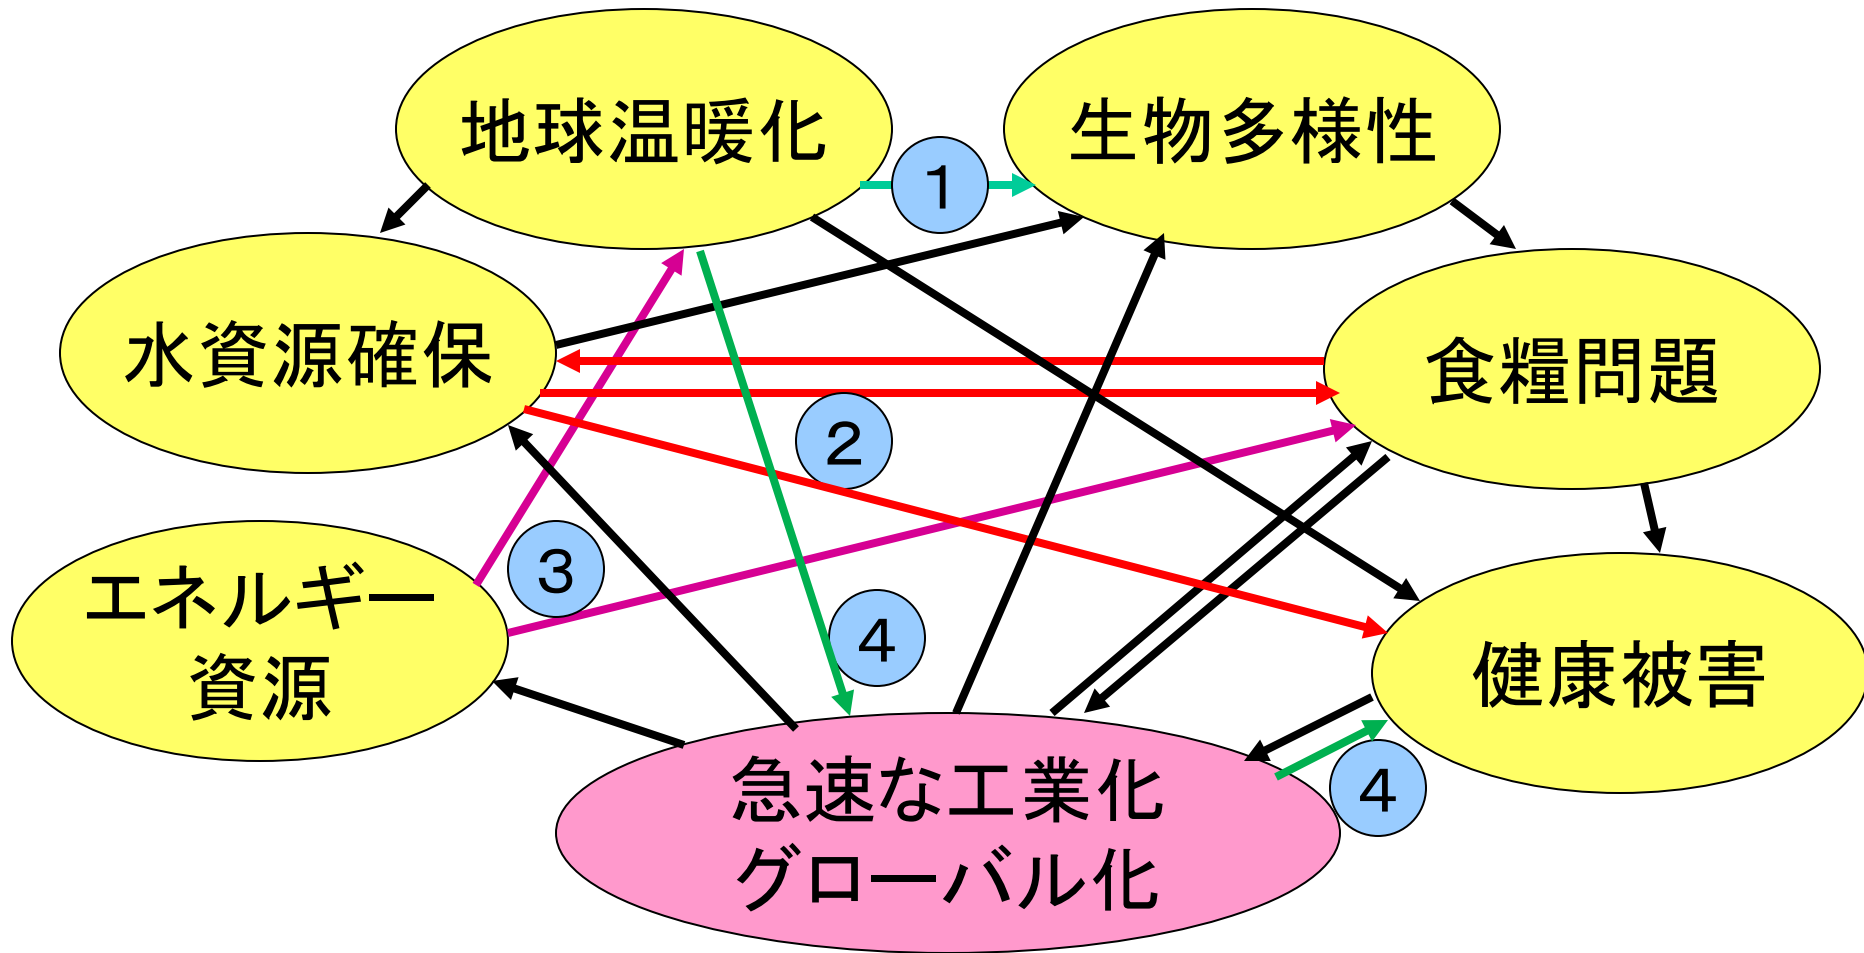 地球温暖化
生物多様性
1
水資源確保
食糧問題
2
3
エネルギー
資源
4
健康被害
急速な工業化
グローバル化
4